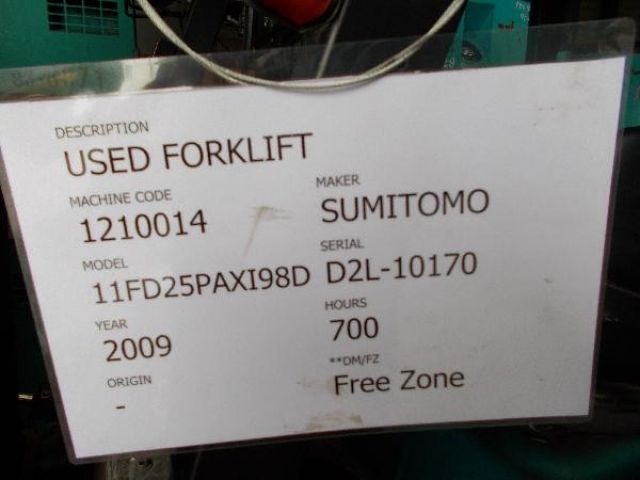 DESCRIPTION
USED FORKLIFT
MACHINE CODE
1210014
MAKER
SUMITOMO
MODEL
11FD25PAXI98D
SERIAL
D2L-10170
YEAR
2009
HOURS
700
ORIGIN
-
**DM/FZ
Free Zone